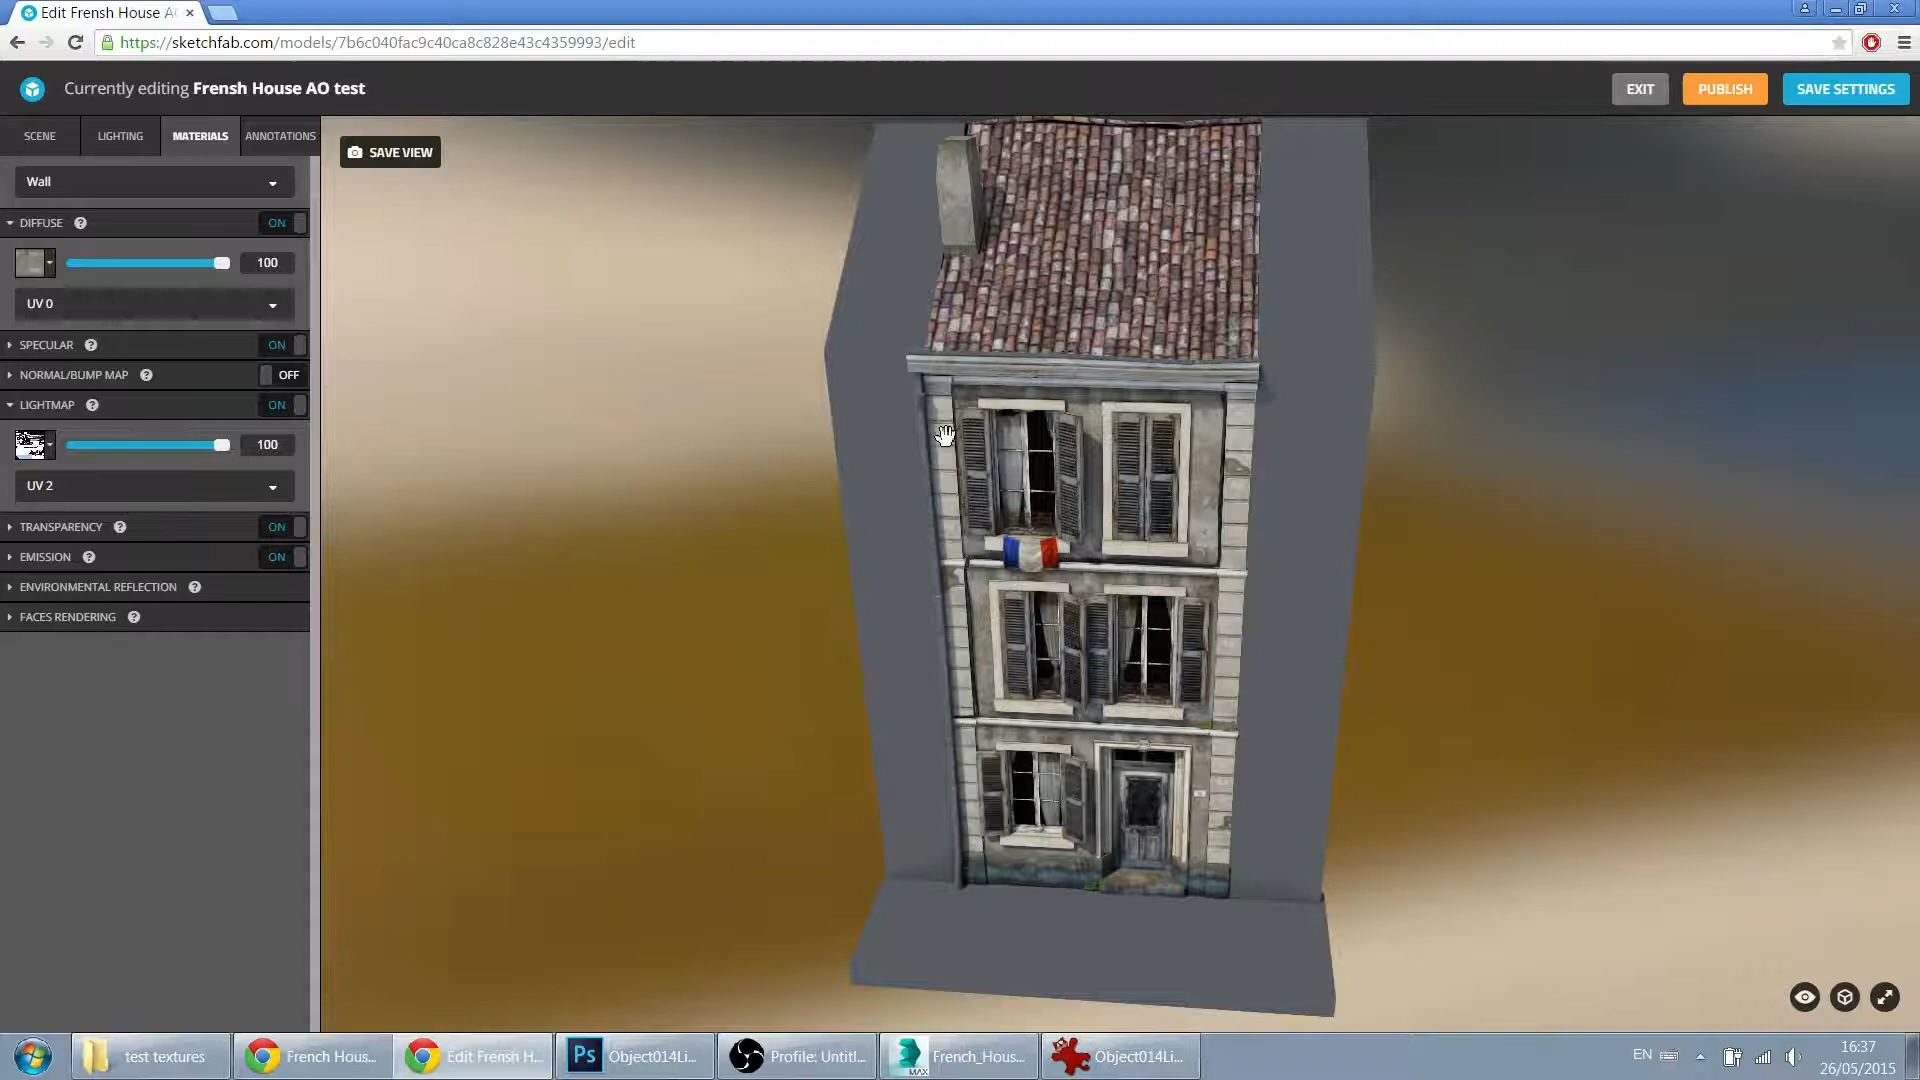 Edit Frensh House A
https://sketchfab.com/models/7b6c040fac9c40ca8c828e43c4359993/edit
Currently editing Frensh House AO test
EXIT
PUBLISH
SAVE SETTINGS
SCENE
LIGHTING
MATERIALS
ANNOTATIONS
SAVE VIEW
Wall
DIFFUSE ? ON
100
UV 0
SPECULAR ? ON
NORMAL/BUMP MAP ? OFF
LIGHTMAP ? ON
100
UV 2
TRANSPARENCY ? ON
EMISSION ? ON
ENVIRONMENTAL REFLECTION ?
FACES RENDERING ?
test textures
French Hous...
Edit Frensh H...
Ps
Object014Li...
Profile: Untitl...
MAX
French_Hous...
Object014Li...
EN
16:37
26/05/2015